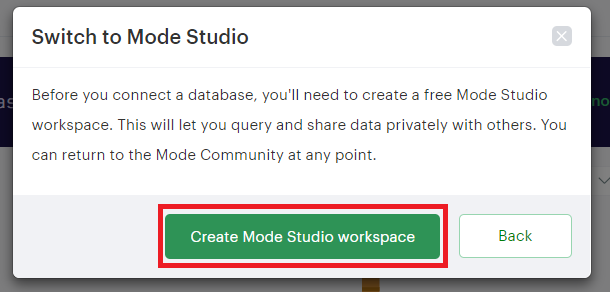 Switch to Mode Studio
Before you connect a database, you'll need to create a free Mode Studio
workspace. This will let you query and share data privately with others. You
can return to the Mode Community at any point.
Create Mode Studio workspace
Back